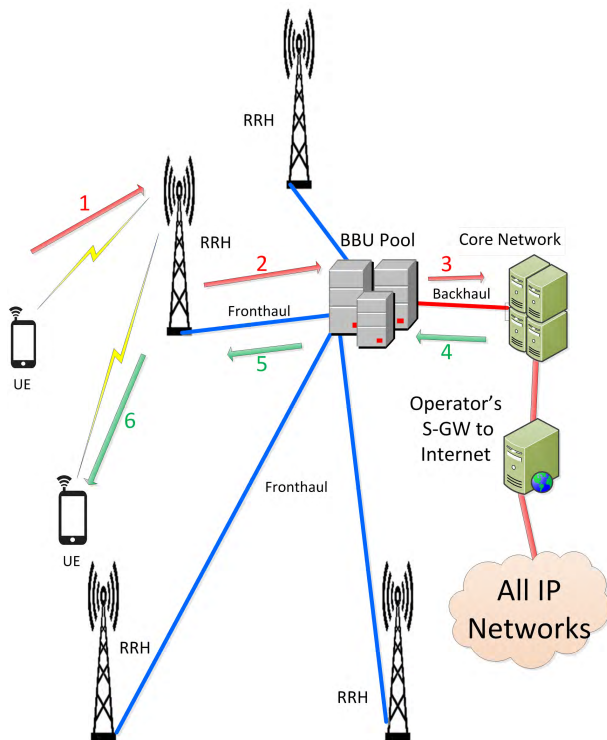 RRH
1
RRH
BBU Pool
Core Network
2
3
Fronthaul
Backhaul
UE
5
4
6
Operator's
S-GW to
Internet
Fronthaul
UE
All IP
Networks
RRH
RRH